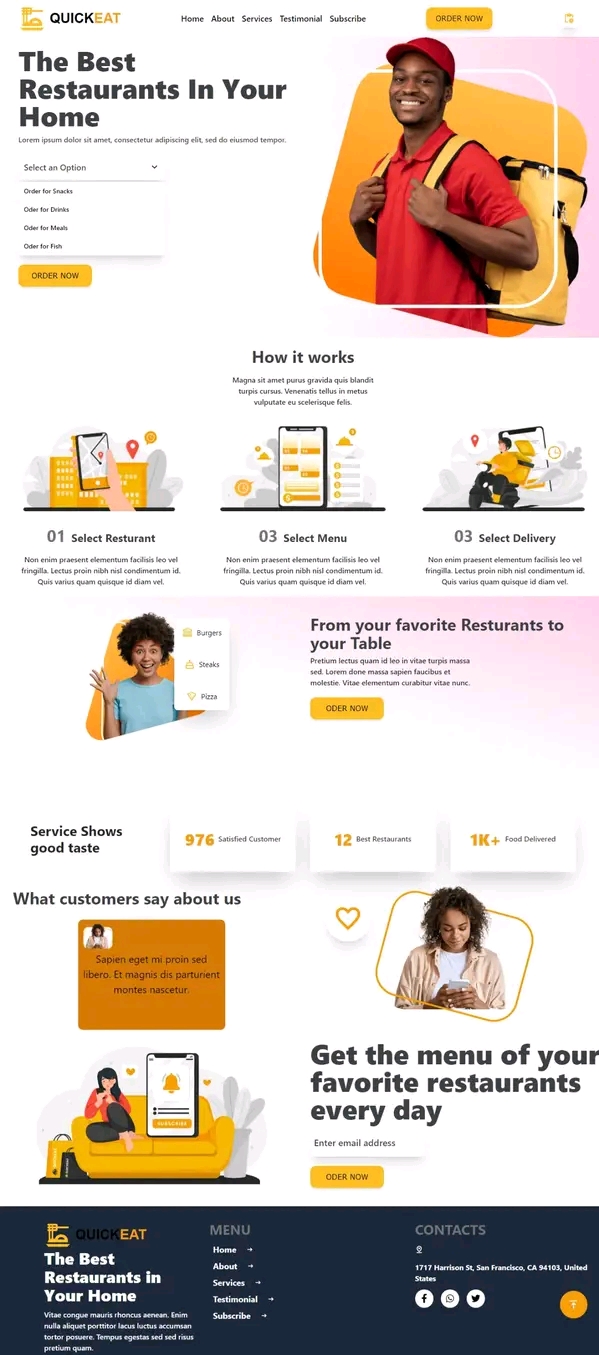 QUICKEAT
Home About Services Testimonial Subscribe
ORDER NOW
The Best
Restaurants In Your
Home
Lorem ipsum dolor sit amet, consectetur adipiscing elit, sed do eiusmod tempor.
Select an Option
Order for Snacks
Oder for Drinks
Oder for Meals
Oder for Fish
ORDER NOW
How it works
Magna sit amet purus gravida quis blandit
turpis cursus. Venenatis tellus in metus
vulputate eu scelerisque felis.
01 Select Resturant
Non enim praesent elementum facilisis leo vel
fringilla. Lectus proin nibh nisl condimentum id.
Quis varius quam quisque id diam vel.
03 Select Menu
Non enim praesent elementum facilisis leo vel
fringilla. Lectus proin nibh nisl condimentum id.
Quis varius quam quisque id diam vel.
03 Select Delivery
Non enim praesent elementum facilisis leo vel
fringilla. Lectus proin nibh nisl condimentum id.
Quis varius quam quisque id diam vel.
Burgers
Steaks
Pizza
From your favorite Resturants to
your Table
Pretium lectus quam id leo in vitae turpis massa
sed. Lorem done massa sapien faucibus et
molestie. Vitae elementum curabitur vitae nunc.
ODER NOW
Service Shows
good taste
976 Satisfied Customer
12 Best Restaurants
1K+ Food Delivered
What customers say about us
Sapien eget mi proin sed
libero. Et magnis dis parturient
montes nascetur.
SUBSCRIBE
Get the menu of your
favorite restaurants
every day
Enter email address
ODER NOW
QUICKEAT
The Best
Restaurants in
Your Home
Vitae congue mauris rhoncus aenean. Enim
nulla aliquet porttitor lacus luctus accumsan
tortor posuere. Tempus egestas sed sed risus
pretium quam.
MENU
Home →
About →
Services →
Testimonial →
Subscribe →
CONTACTS
1717 Harrison St, San Francisco, CA 94103, United
States